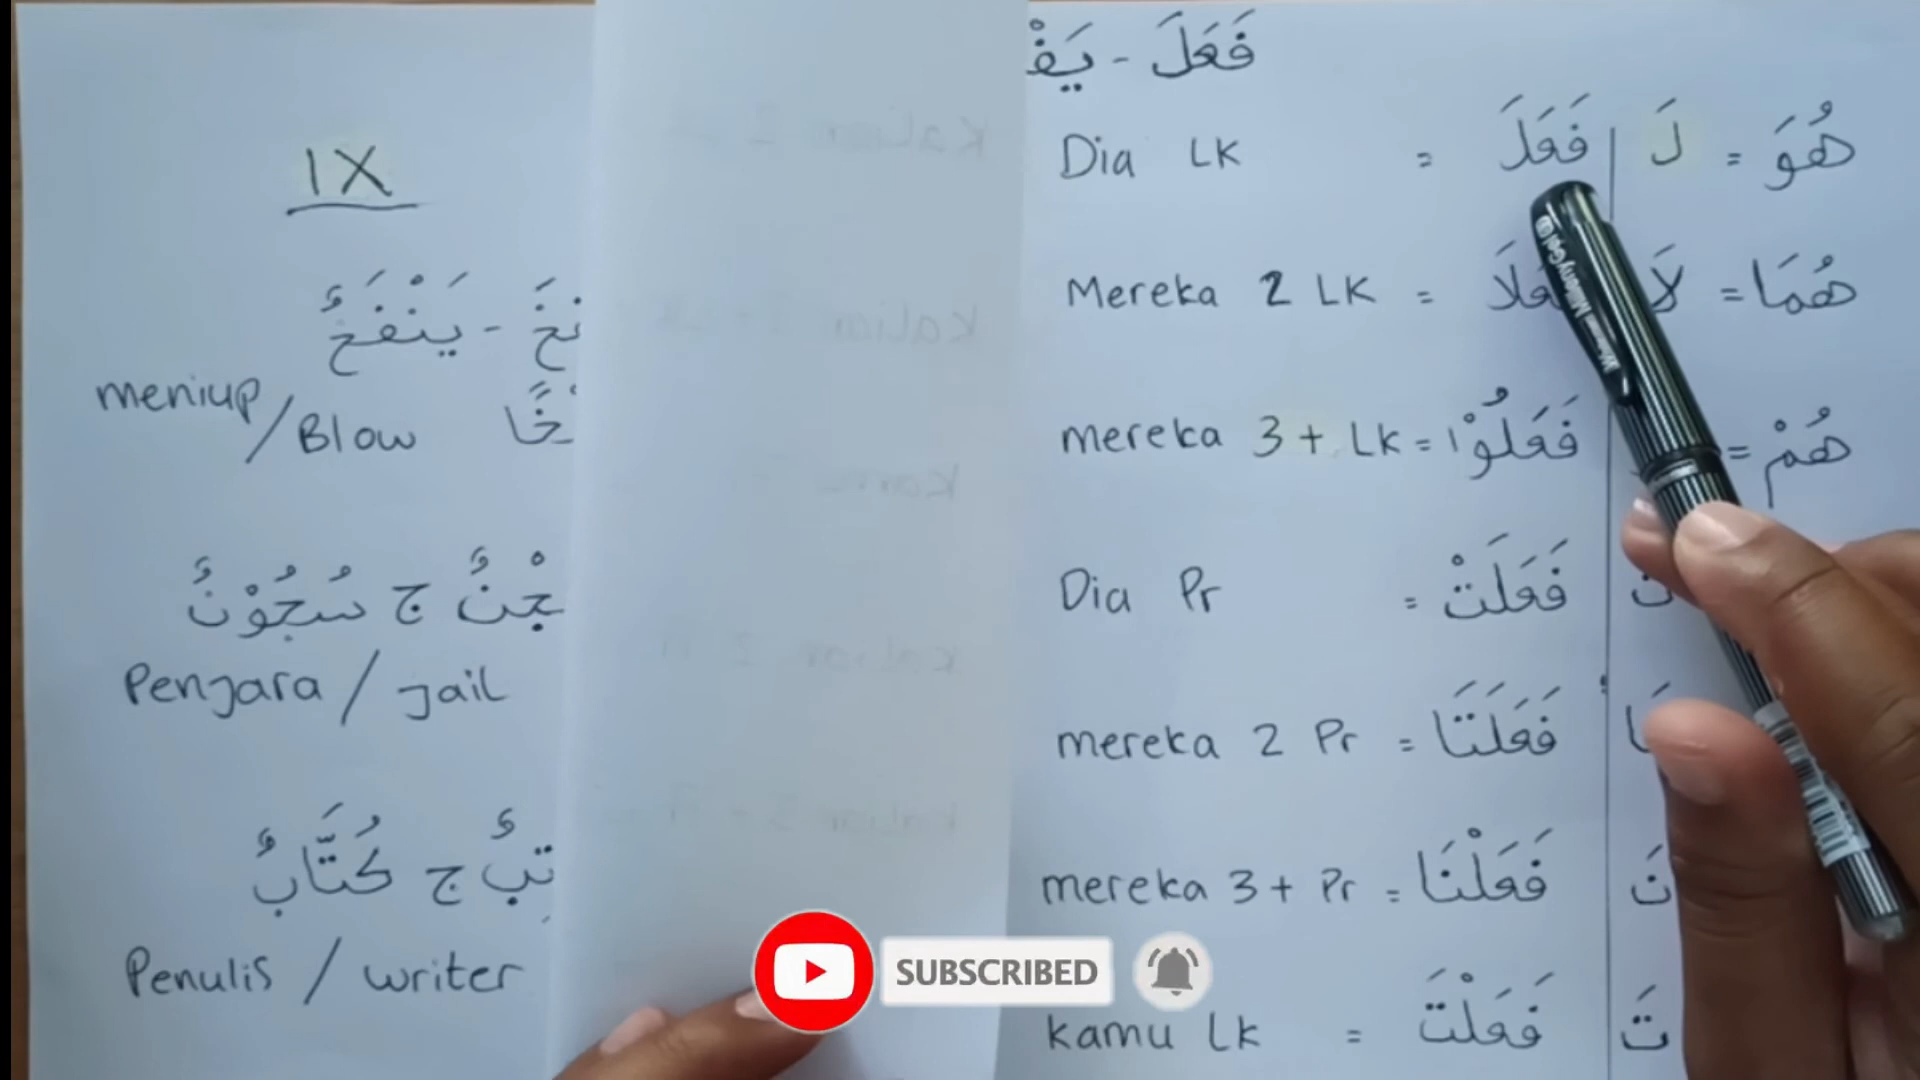 IX
نْفَخَ - يَنْفَخُ
meniup / Blow
خًا
جْنٌ ج سُجُوْنٌ
Penjara / jail
تِبٌ ج كُتَّابٌ
Penulis / writer
فَعَلَ - يَفْ
هُوَ = لَ | فَعَلَ = Dia LK
هُمَا = لَا فَعَلَا = Mereka 2 LK
هُمْ = فَعَلُوْا = mereka 3 + Lk
فَعَلَتْ = Dia Pr
فَعَلَتَا = mereka 2 Pr
نَ فَعَلْنَا = mereka 3 + Pr
تَ فَعَلْتَ = kamu Lk
SUBSCRIBED